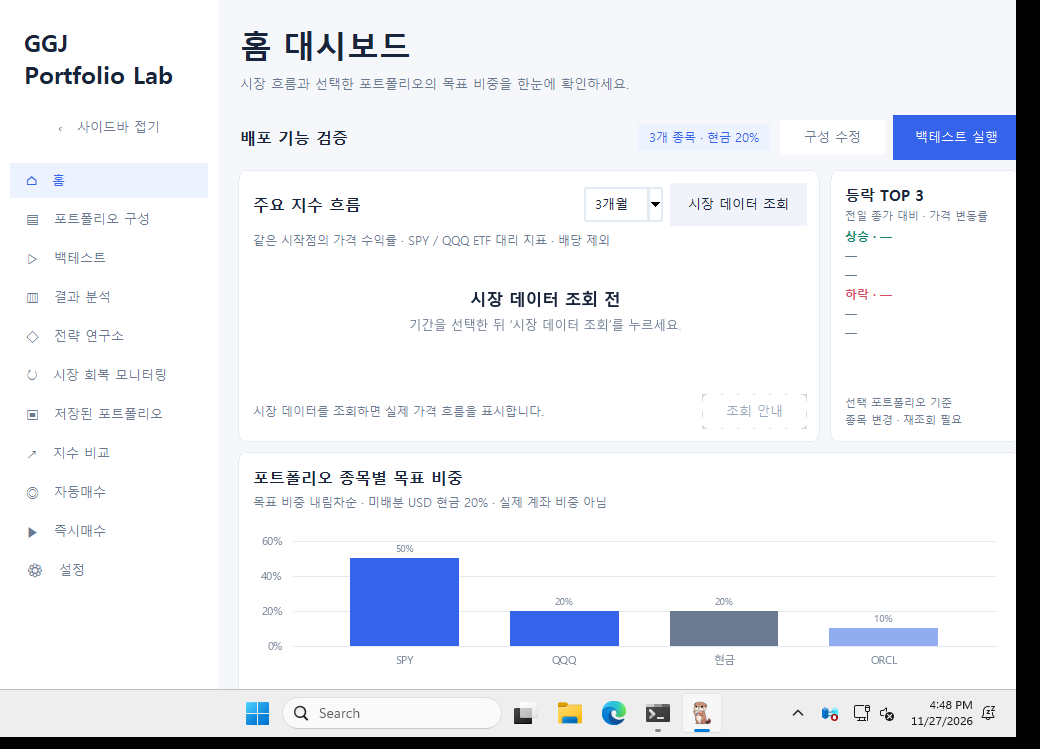 GGJ
Portfolio Lab
‹ 사이드바 접기
홈
포트폴리오 구성
백테스트
결과 분석
전략 연구소
시장 회복 모니터링
저장된 포트폴리오
지수 비교
자동매수
즉시매수
설정
홈 대시보드
시장 흐름과 선택한 포트폴리오의 목표 비중을 한눈에 확인하세요.
배포 기능 검증
3개 종목 · 현금 20%
구성 수정
백테스트 실행
주요 지수 흐름
3개월
시장 데이터 조회
같은 시작점의 가격 수익률 · SPY / QQQ ETF 대리 지표 · 배당 제외
시장 데이터 조회 전
기간을 선택한 뒤 ‘시장 데이터 조회’를 누르세요.
시장 데이터를 조회하면 실제 가격 흐름을 표시합니다.
조회 안내
등락 TOP 3
전일 종가 대비 · 가격 변동률
상승 · —
—
—
하락 · —
—
—
선택 포트폴리오 기준
종목 변경 · 재조회 필요
포트폴리오 종목별 목표 비중
목표 비중 내림차순 · 미배분 USD 현금 20% · 실제 계좌 비중 아님
60%
40%
20%
0%
50%
20%
20%
10%
SPY
QQQ
현금
ORCL
Search
4:48 PM
11/27/2026